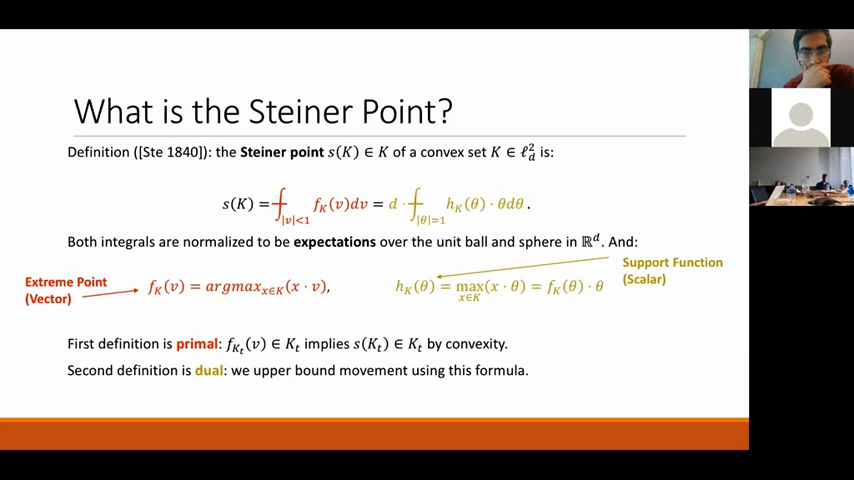 What is the Steiner Point?
Definition ([Ste 1840]): the Steiner point s(K) ∈ K of a convex set K ∈ ℓ_d^2 is:
s(K) = ⨍_{|v|<1} f_K(v)dv = d · ⨍_{|θ|=1} h_K(θ) · θdθ .
Both integrals are normalized to be expectations over the unit ball and sphere in ℝ^d. And:
Extreme Point
(Vector)
f_K(v) = argmax_{x∈K}(x · v),
h_K(θ) = max_{x∈K}(x · θ) = f_K(θ) · θ
Support Function
(Scalar)
First definition is primal: f_{K_t}(v) ∈ K_t implies s(K_t) ∈ K_t by convexity.
Second definition is dual: we upper bound movement using this formula.